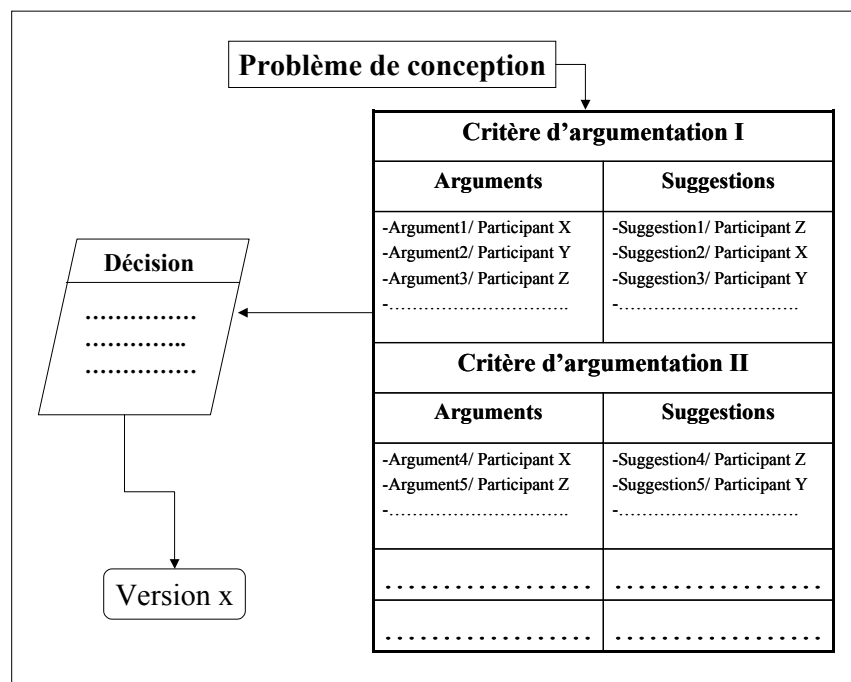 Problème de conception
Critère d'argumentation I
Arguments
Suggestions
-Argument1/ Participant X
-Argument2/ Participant Y
-Argument3/ Participant Z
-……………………….
-Suggestion1/ Participant Z
-Suggestion2/ Participant X
-Suggestion3/ Participant Y
-……………………….
Décision
……………
…………..
……………
Critère d'argumentation II
Arguments
Suggestions
-Argument4/ Participant X
-Argument5/ Participant Z
-……………………….
-Suggestion4/ Participant Z
-Suggestion5/ Participant Y
-……………………….
. . . . . . . . . . . . . . . . . .
. . . . . . . . . . . . . . . . . .
. . . . . . . . . . . . . . . . . .
. . . . . . . . . . . . . . . . . .
Version x